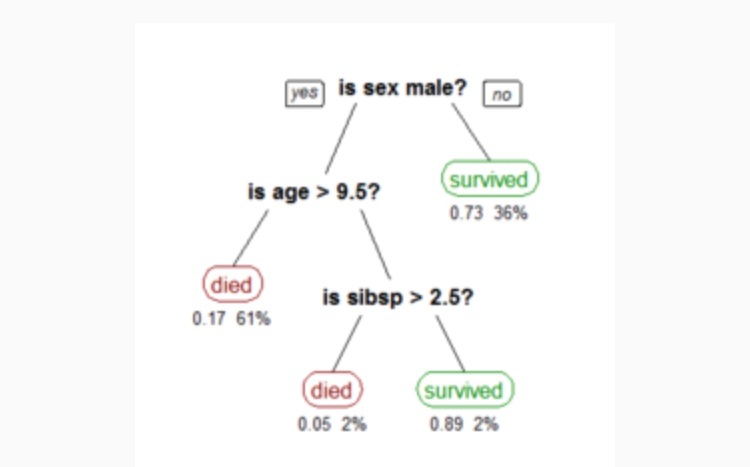 yes is sex male? no
is age > 9.5? survived
0.73 36%
died is sibsp > 2.5?
0.17 61%
died survived
0.05 2% 0.89 2%